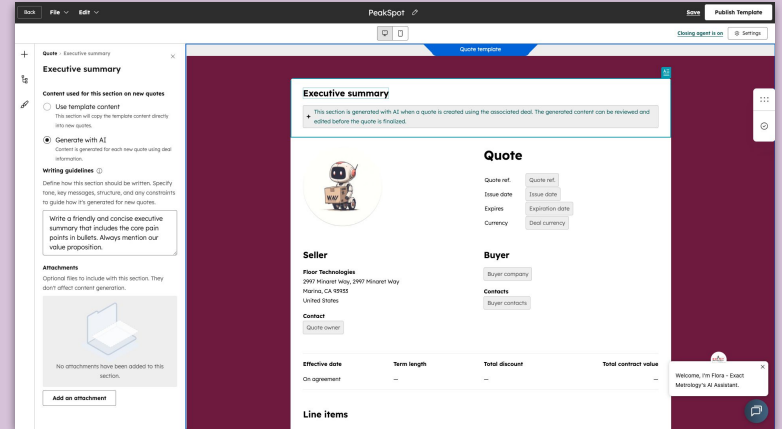 Back
File
Edit
PeakSpot
Save
Publish Template
Closing agent is on
Settings
Quote
Executive summary
Executive summary
Content used for this section on new quotes
Use template content
This section will copy the template content directly
into new quotes.
Generate with AI
Content is generated for each new quote using deal
information.
Writing guidelines
Define how this section should be written. Specify
tone, key messages, structure, and any constraints
to guide how it's generated for new quotes.
Write a friendly and concise executive
summary that includes the core pain
points in bullets. Always mention our
value proposition.
Attachments
Optional files to include with this section. They
don't affect content generation.
No attachments have been added to this
section.
Add an attachment
Quote template
Executive summary
This section is generated with AI when a quote is created using the associated deal. The generated content can be reviewed and
edited before the quote is finalized.
WAV
Quote
Quote ref. Quote ref.
Issue date Issue date
Expires Expiration date
Currency Deal currency
Seller
Floor Technologies
2997 Minaret Way, 2997 Minaret Way
Marina, CA 93933
United States
Contact
Quote owner
Buyer
Buyer company
Contacts
Buyer contacts
Effective date Term length Total discount Total contract value
On agreement – – –
Line items
Welcome, I'm Flora - Exact
Metrology's AI Assistant.